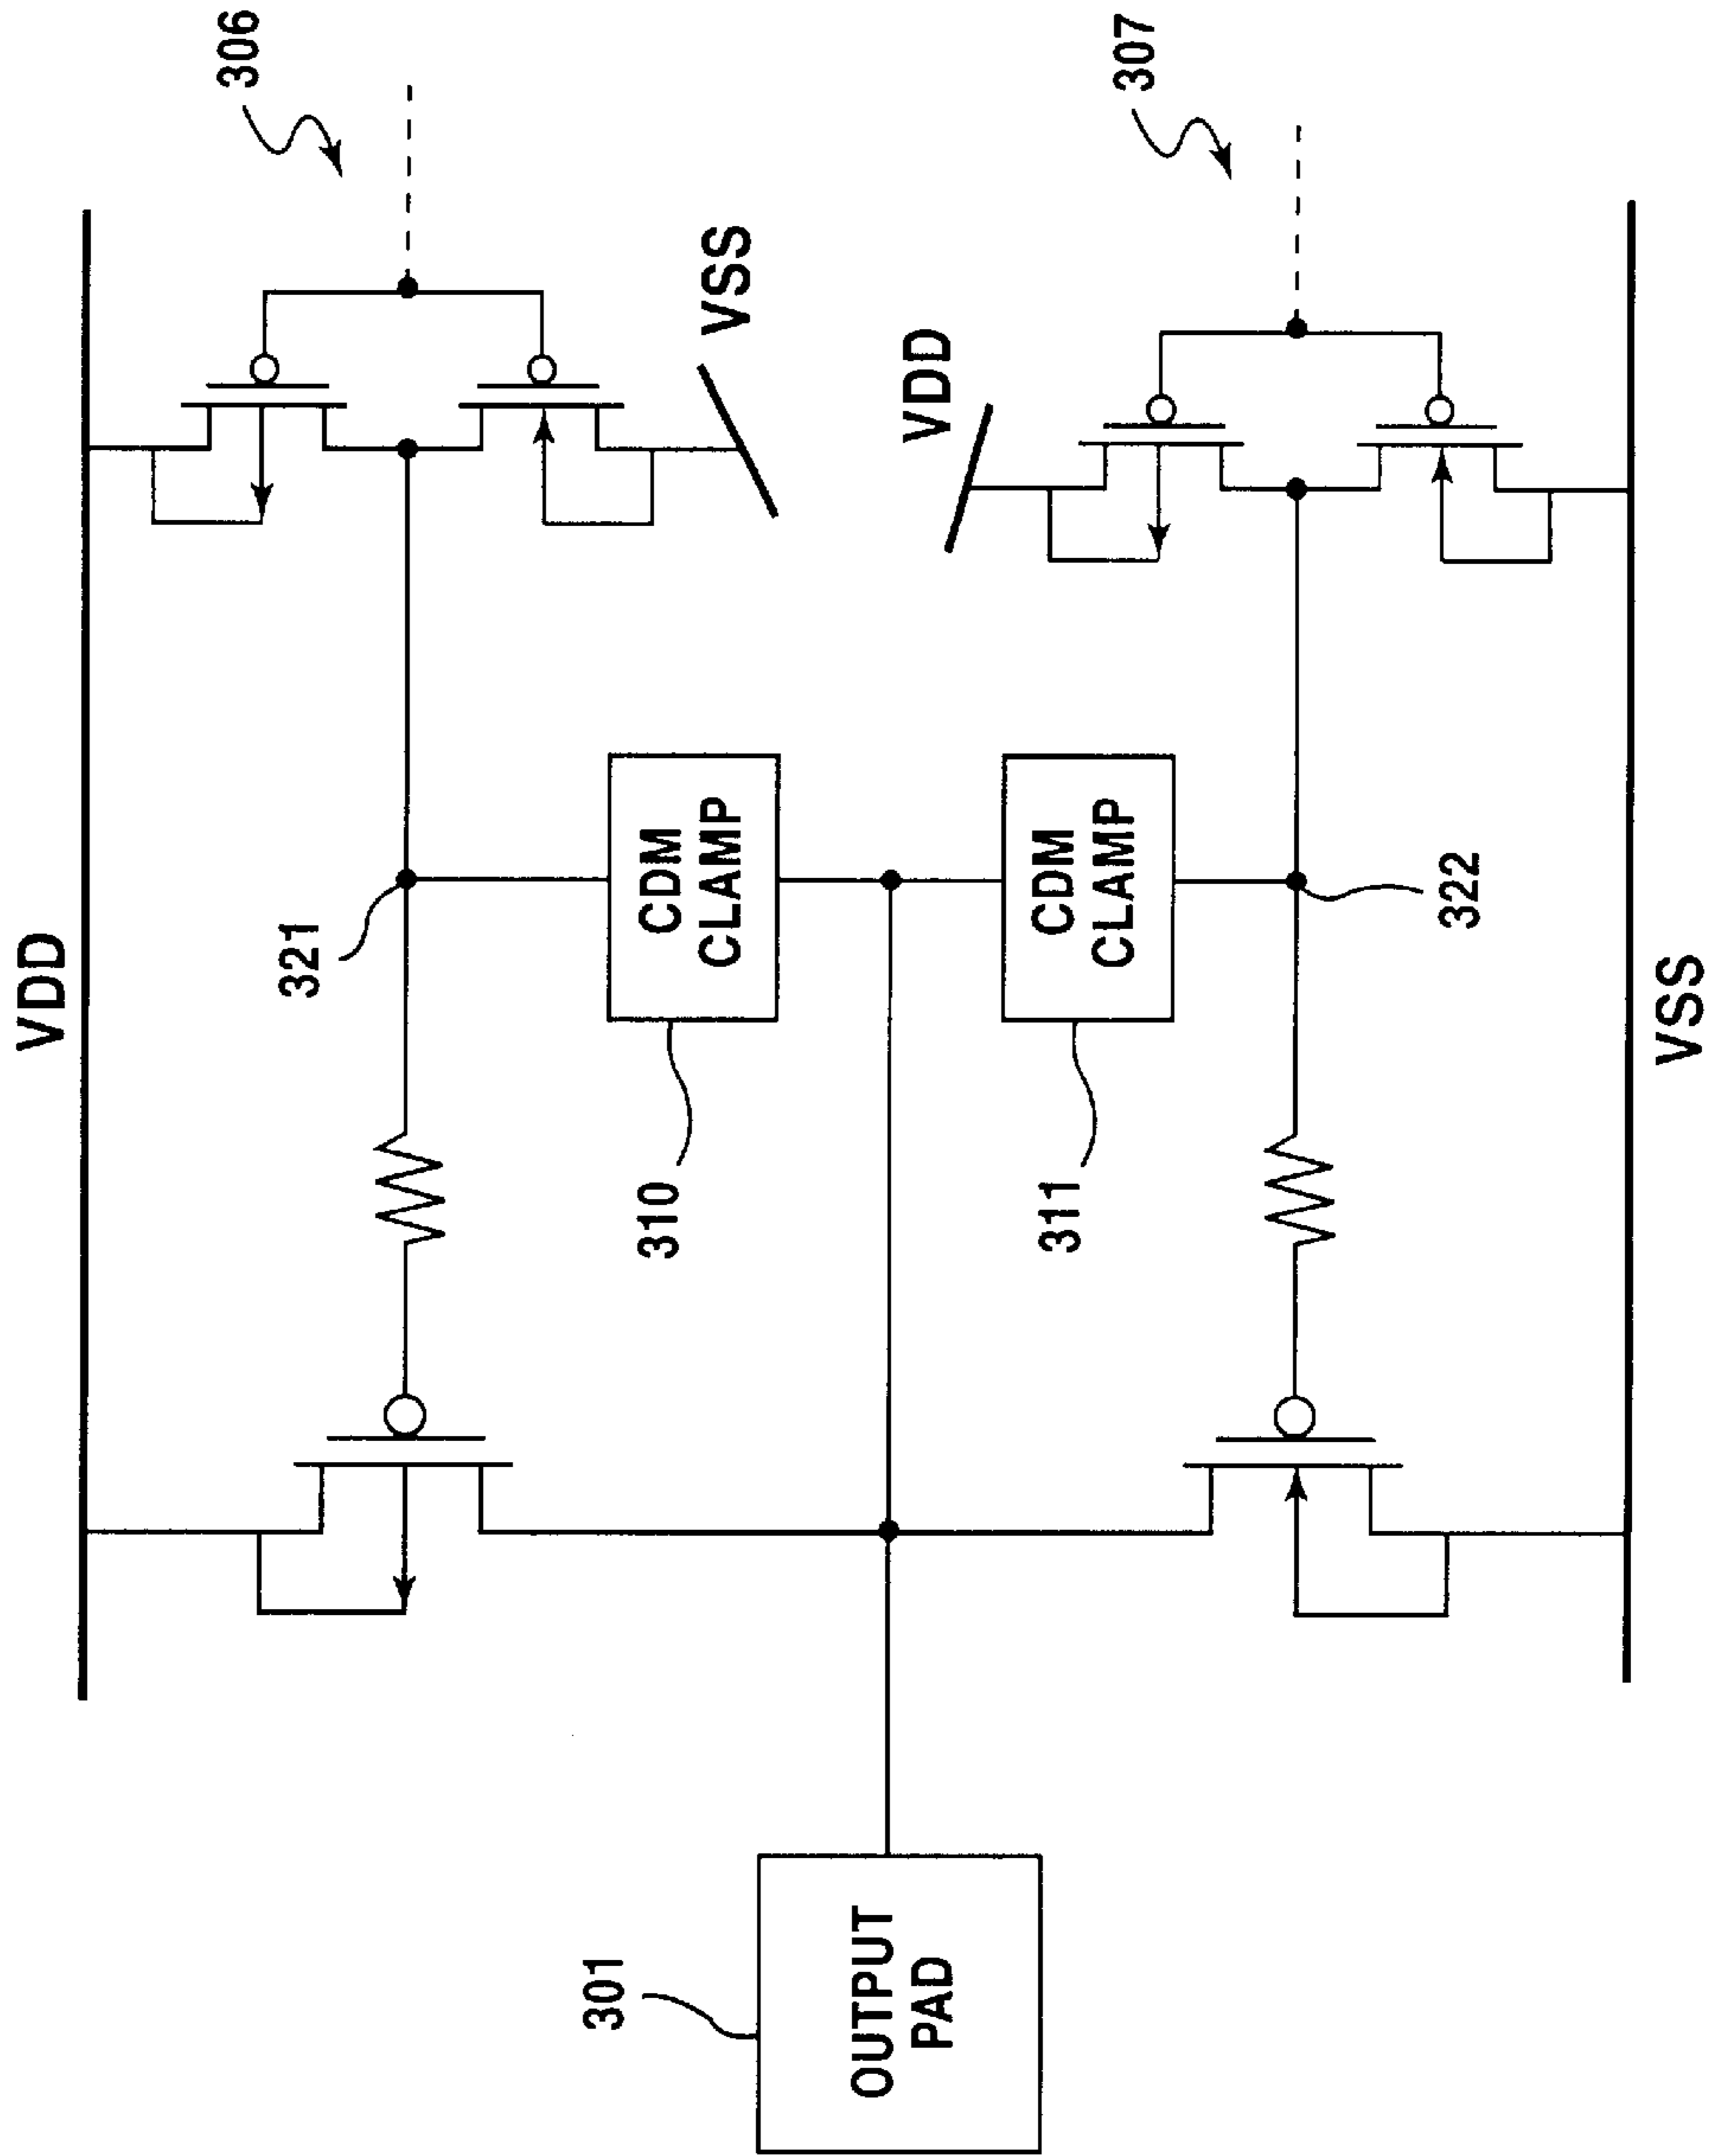 306
307
VDD
VSS
VDD
VSS
321
CDM
CLAMP
CDM
CLAMP
322
310
311
301
OUTPUT
PAD